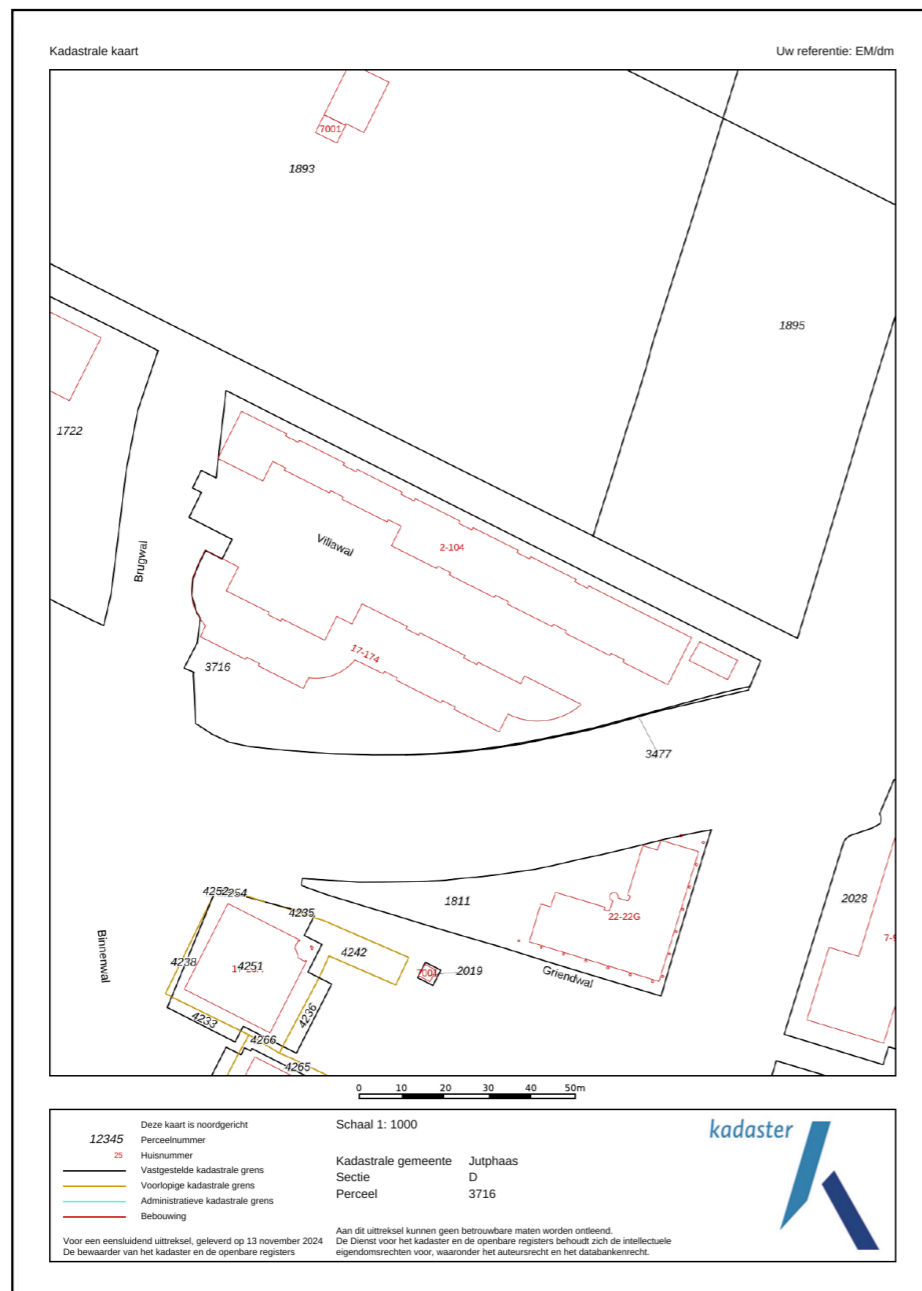 Kadastrale kaart
Uw referentie: EM/dm
7001
1893
1895
1722
Brugwal
Villawal
2-104
17-174
3716
3477
1811
22-22G
2028
4252
4254
4235
4242
Binnenwal
4238
4251
7001
2019
Griendwal
4233
4236
4266
4265
0 10 20 30 40 50m
Deze kaart is noordgericht
12345 Perceelnummer
25 Huisnummer
Vastgestelde kadastrale grens
Voorlopige kadastrale grens
Administratieve kadastrale grens
Bebouwing
Voor een eensluidend uittreksel, geleverd op 13 november 2024
De bewaarder van het kadaster en de openbare registers
Schaal 1: 1000
Kadastrale gemeente Jutphaas
Sectie D
Perceel 3716
Aan dit uittreksel kunnen geen betrouwbare maten worden ontleend.
De Dienst voor het kadaster en de openbare registers behoudt zich de intellectuele
eigendomsrechten voor, waaronder het auteursrecht en het databankenrecht.
kadaster